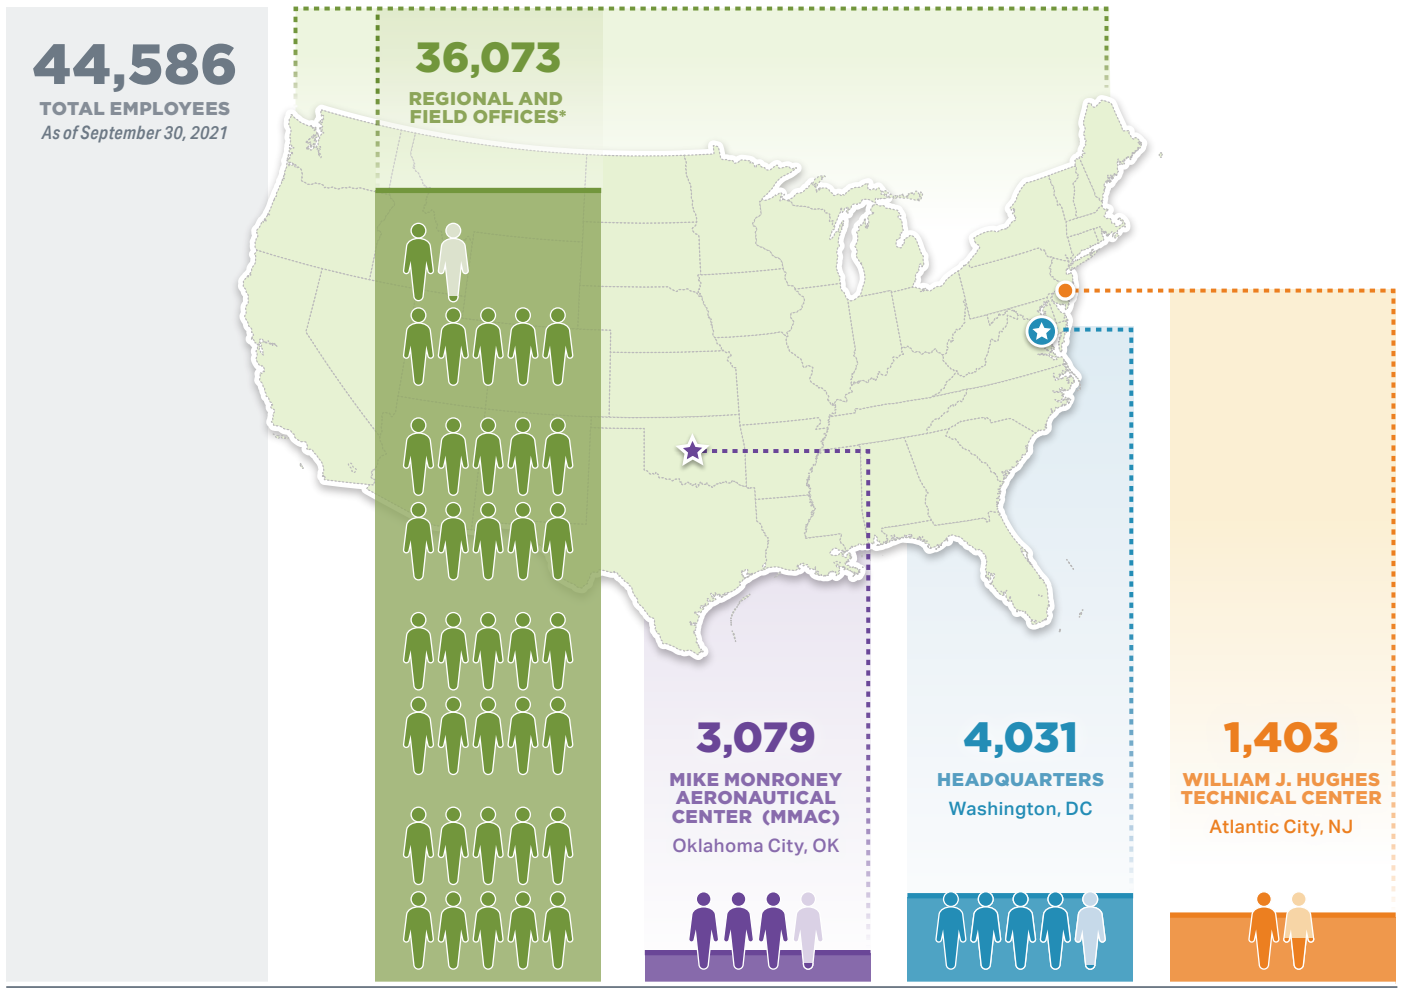 44,586
TOTAL EMPLOYEES
As of September 30, 2021
36,073
REGIONAL AND
FIELD OFFICES*
3,079
MIKE MONRONEY
AERONAUTICAL
CENTER (MMAC)
Oklahoma City, OK
4,031
HEADQUARTERS
Washington, DC
1,403
WILLIAM J. HUGHES
TECHNICAL CENTER
Atlantic City, NJ